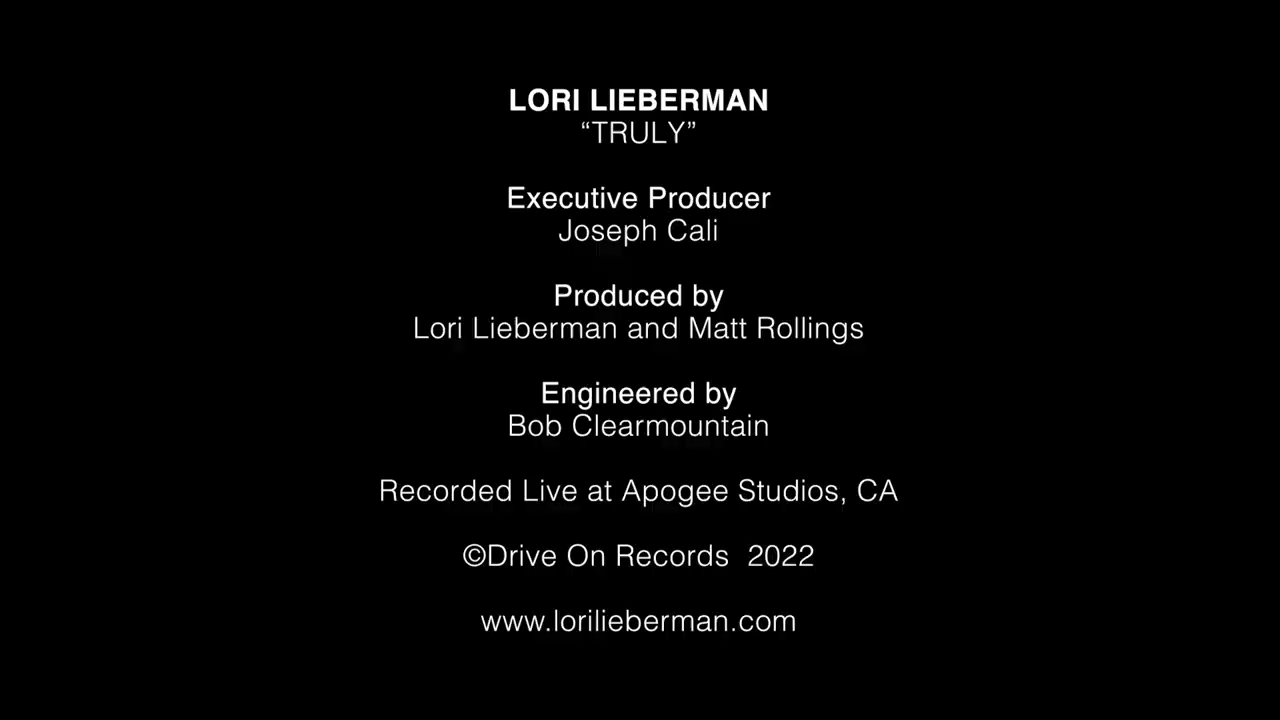 LORI LIEBERMAN
“TRULY”
Executive Producer
Joseph Cali
Produced by
Lori Lieberman and Matt Rollings
Engineered by
Bob Clearmountain
Recorded Live at Apogee Studios, CA
©Drive On Records  2022
www.lorilieberman.com